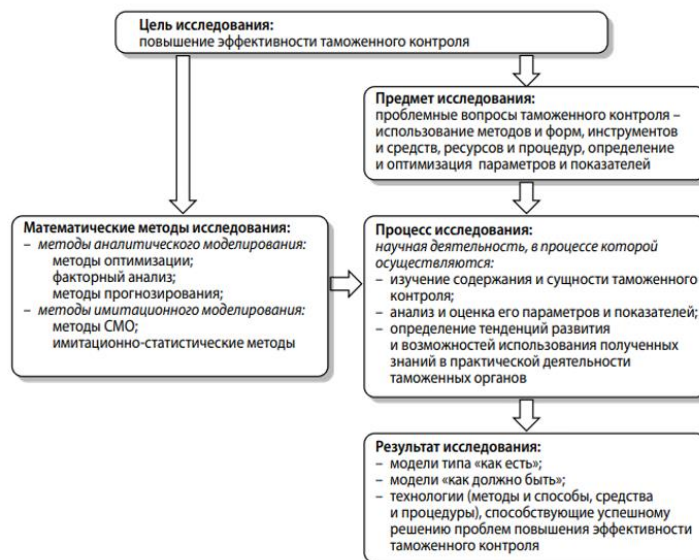 Цель исследования:
повышение эффективности таможенного контроля
Предмет исследования:
проблемные вопросы таможенного контроля –
использование методов и форм, инструментов
и средств, ресурсов и процедур, определение
и оптимизация параметров и показателей
Математические методы исследования:
– методы аналитического моделирования:
методы оптимизации;
факторный анализ;
методы прогнозирования;
– методы имитационного моделирования:
методы СМО;
имитационно-статистические методы
Процесс исследования:
научная деятельность, в процессе которой
осуществляются:
– изучение содержания и сущности таможенного
контроля;
– анализ и оценка его параметров и показателей;
– определение тенденций развития
и возможностей использования полученных
знаний в практической деятельности
таможенных органов
Результат исследования:
– модели типа «как есть»;
– модели «как должно быть»;
– технологии (методы и способы, средства
и процедуры), способствующие успешному
решению проблем повышения эффективности
таможенного контроля